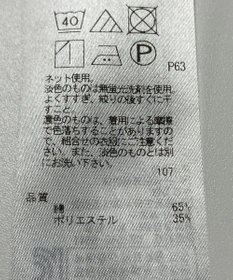 40
P
P63
ネット使用。
淡色のものは無蛍光洗剤を使用。
よくすすぎ、絞りの後すぐに干
すこと。
濃色のものは、着用による摩擦
で色落ちすることがありますの
で、組合せの衣料にご注意くださ
い。また、淡色のものとは別
にお洗い下さい。
107
品質
綿 65%
ポリエステル 35%